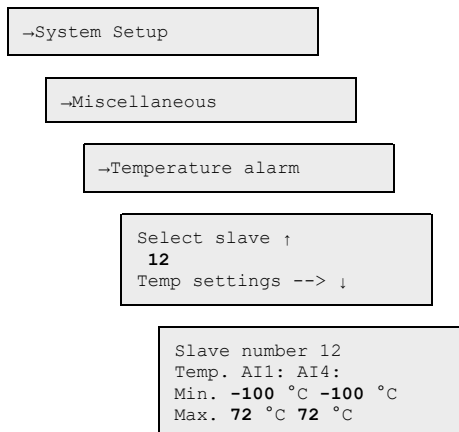 →System Setup
→Miscellaneous
→Temperature alarm
Select slave ↑
12
Temp settings --> ↓
Slave number 12
Temp. AI1: AI4:
Min. -100 °C -100 °C
Max. 72 °C 72 °C